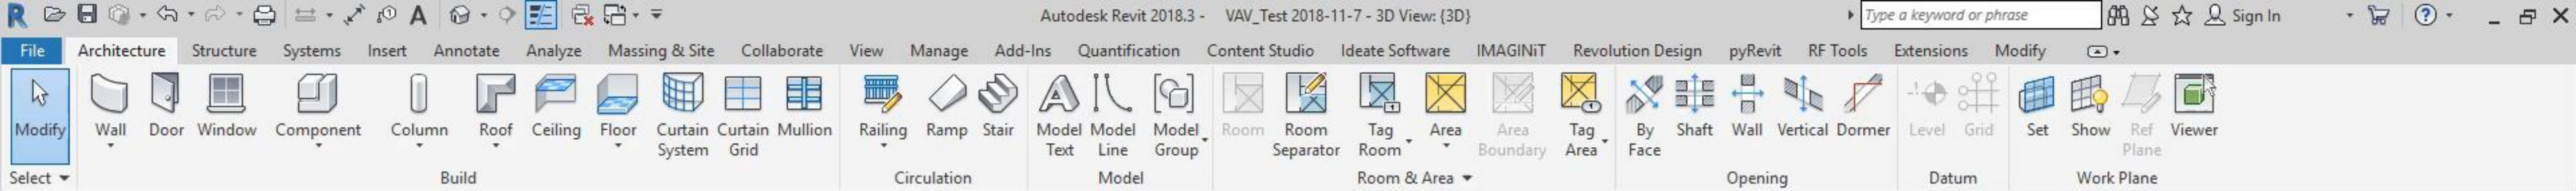 Autodesk Revit 2018.3 - VAV_Test 2018-11-7 - 3D View: {3D} Type a keyword or phrase Sign In
File Architecture Structure Systems Insert Annotate Analyze Massing & Site Collaborate View Manage Add-Ins Quantification Content Studio Ideate Software IMAGINiT Revolution Design pyRevit RF Tools Extensions Modify
Modify Wall Door Window Component Column Roof Ceiling Floor Curtain Curtain Mullion Railing Ramp Stair Model Model Model Room Room Tag Area Area Tag By Shaft Wall Vertical Dormer Level Grid Set Show Ref Viewer
System Grid Text Line Group Separator Room Boundary Area Face Plane
Select Build Circulation Model Room & Area Opening Datum Work Plane